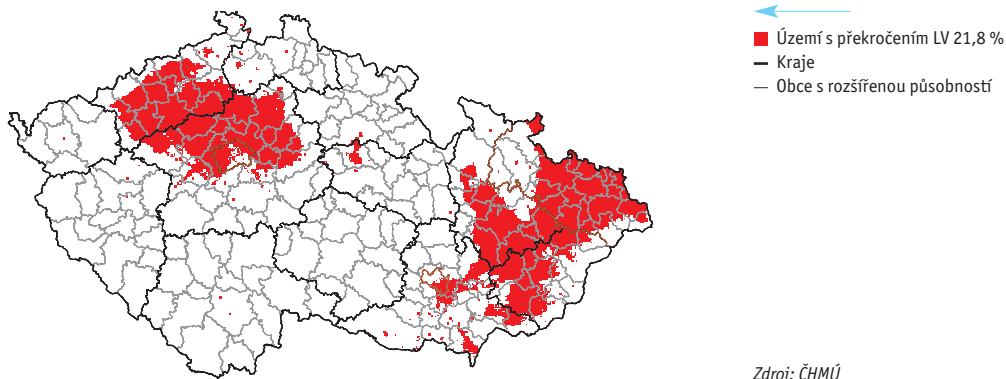 Území s překročením LV 21,8 %
Kraje
Obce s rozšířenou působností
Zdroj: ČHMÚ